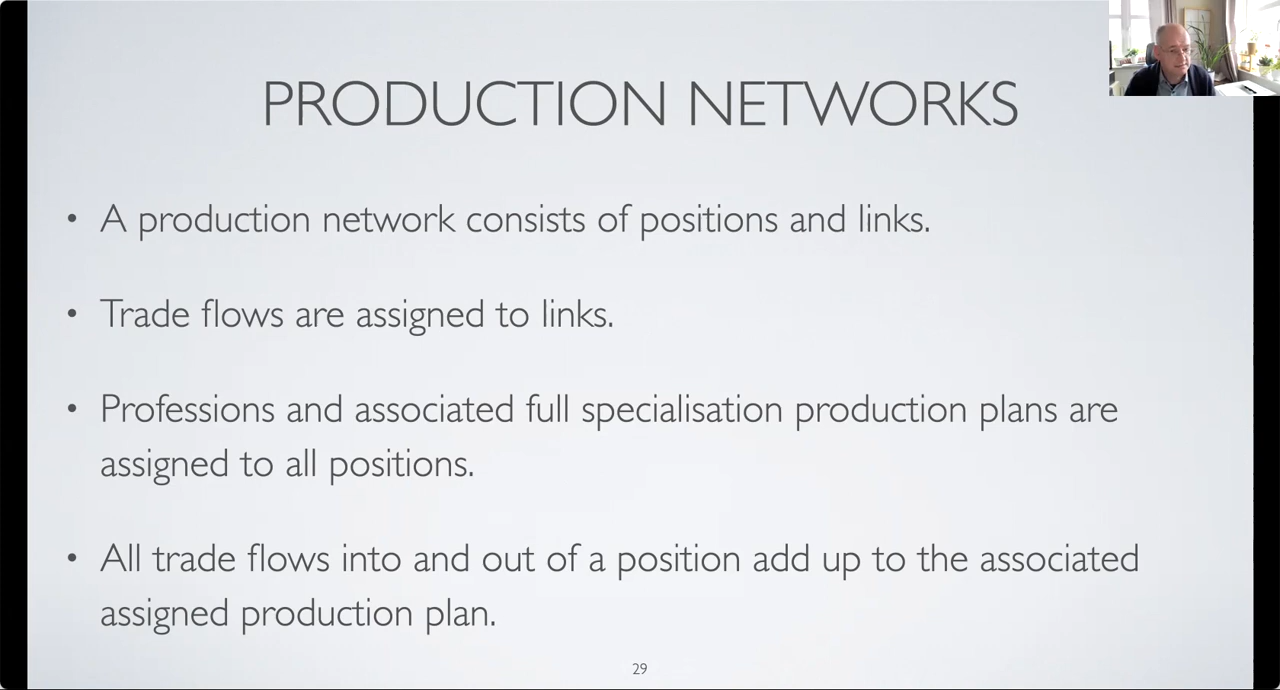 PRODUCTION NETWORKS
• A production network consists of positions and links.
• Trade flows are assigned to links.
• Professions and associated full specialisation production plans are
assigned to all positions.
• All trade flows into and out of a position add up to the associated
assigned production plan.
29